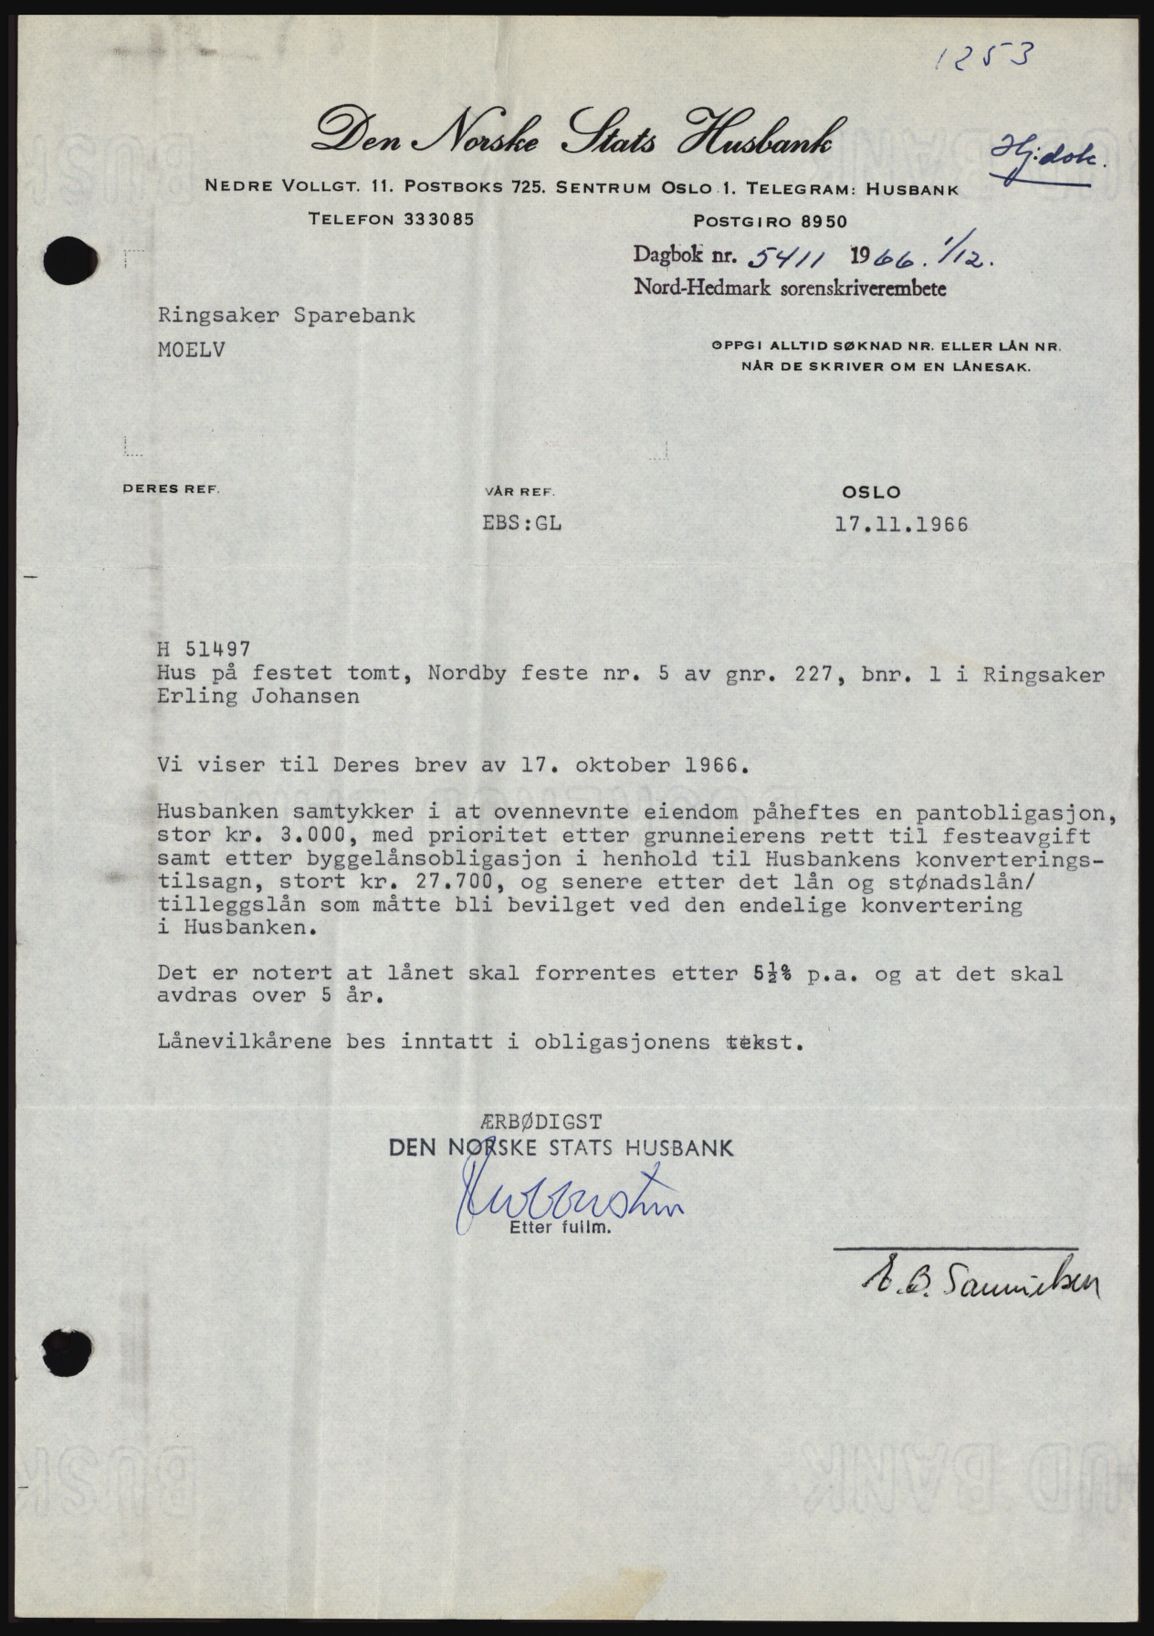 1253
Den Norske Stats Husbank
Hj:dok.
NEDRE VOLLGT. 11. POSTBOKS 725. SENTRUM OSLO 1. TELEGRAM: HUSBANK
TELEFON 333085 POSTGIRO 8950
Dagbok nr. 5411 1966. 1/12.
Nord-Hedmark sorenskriverembete
Ringsaker Sparebank
MOELV
OPPGI ALLTID SØKNAD NR. ELLER LÅN NR.
NÅR DE SKRIVER OM EN LÅNESAK.
DERES REF. VÅR REF. OSLO
EBS:GL 17.11.1966
H 51497
Hus på festet tomt, Nordby feste nr. 5 av gnr. 227, bnr. 1 i Ringsaker
Erling Johansen
Vi viser til Deres brev av 17. oktober 1966.
Husbanken samtykker i at ovennevnte eiendom påheftes en pantobligasjon,
stor kr. 3.000, med prioritet etter grunneierens rett til festeavgift
samt etter byggelånsobligasjon i henhold til Husbankens konverterings-
tilsagn, stort kr. 27.700, og senere etter det lån og stønadslån/
tilleggslån som måtte bli bevilget ved den endelige konvertering
i Husbanken.
Det er notert at lånet skal forrentes etter 5½% p.a. og at det skal
avdras over 5 år.
Lånevilkårene bes inntatt i obligasjonens tekst.
ÆRBØDIGST
DEN NORSKE STATS HUSBANK
Etter fullm.
E.B. Samuelsen
BUSK
UD BANK